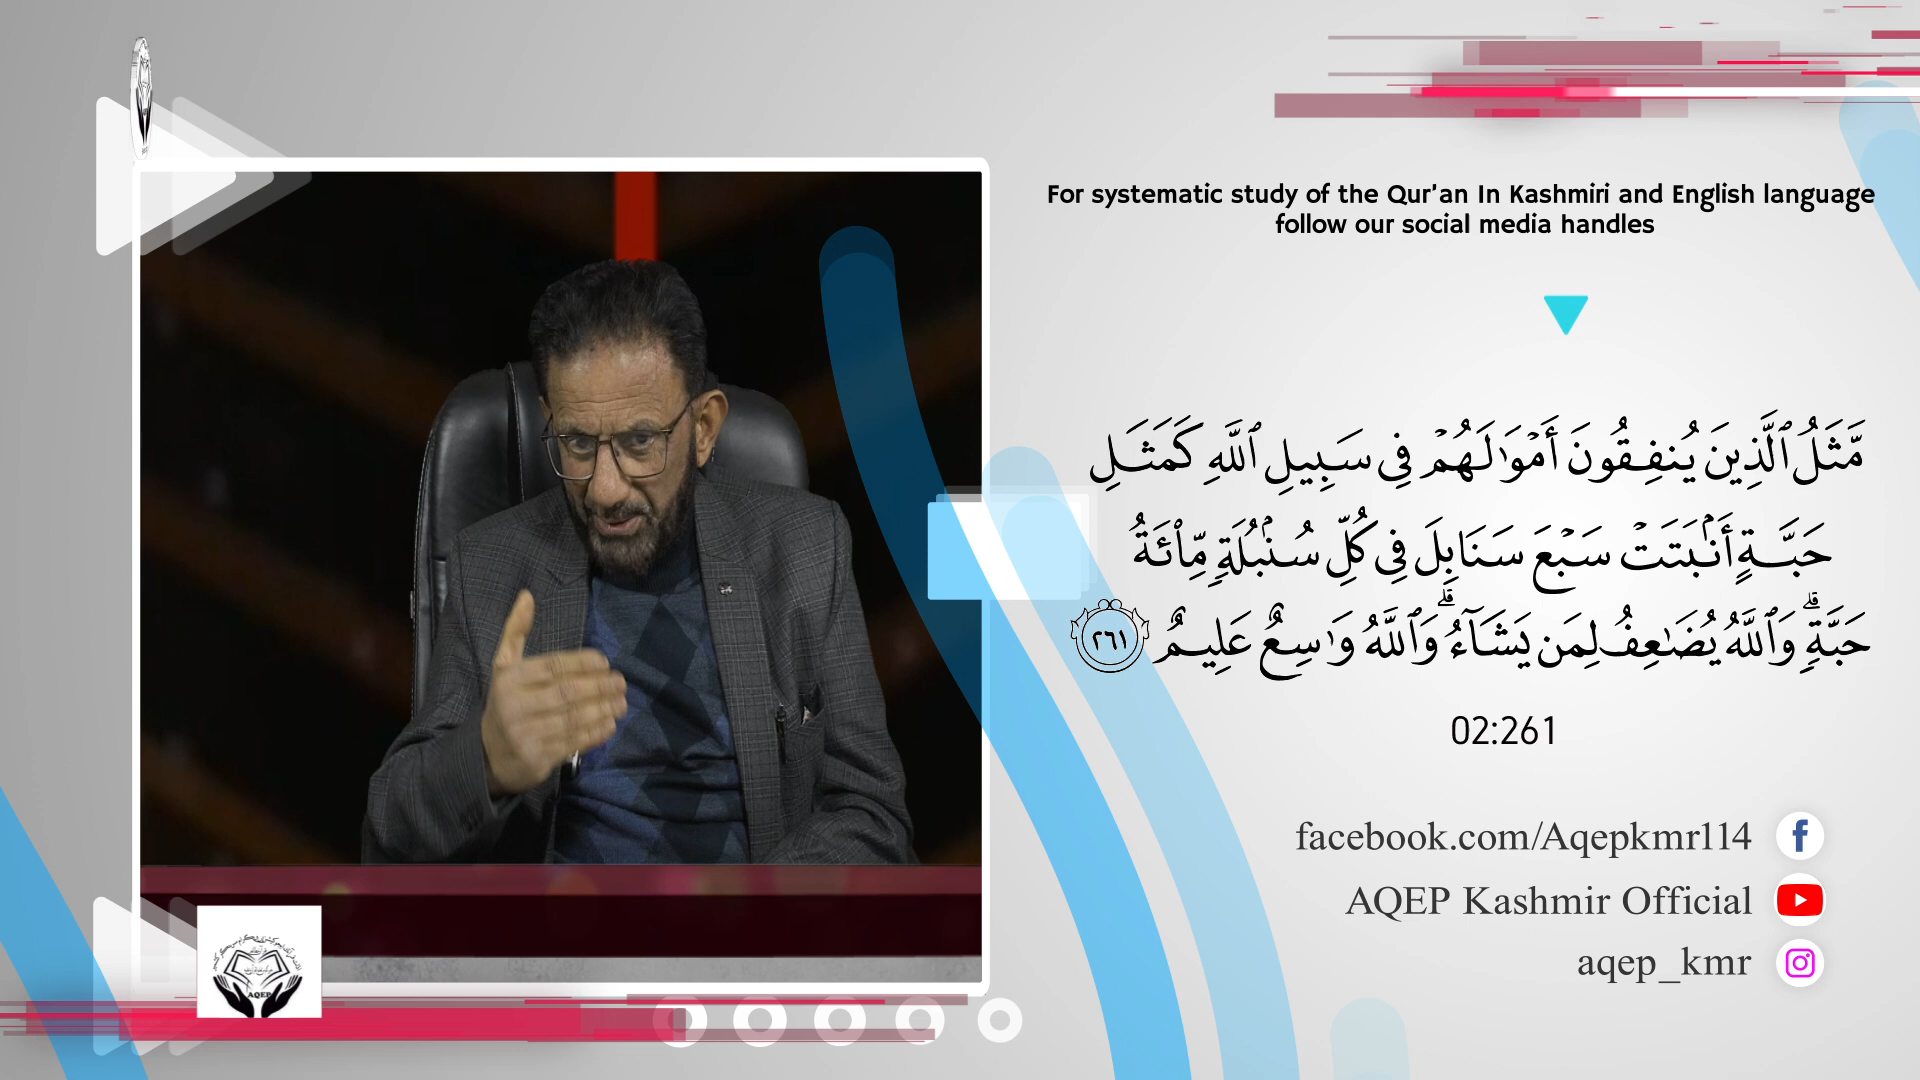 For systematic study of the Qur'an In Kashmiri and English language
follow our social media handles
مَّثَلُ ٱلَّذِينَ يُنفِقُونَ أَمْوَٰلَهُمْ فِى سَبِيلِ ٱللَّهِ كَمَثَلِ
حَبَّةٍ أَنۢبَتَتْ سَبْعَ سَنَابِلَ فِى كُلِّ سُنۢبُلَةٍ مِّا۟ئَةُ
حَبَّةٍ ۗ وَٱللَّهُ يُضَٰعِفُ لِمَن يَشَآءُ ۗ وَٱللَّهُ وَٰسِعٌ عَلِيمٌ ٢٦١
02:261
facebook.com/Aqepkmr114
AQEP Kashmir Official
aqep_kmr
AQEP